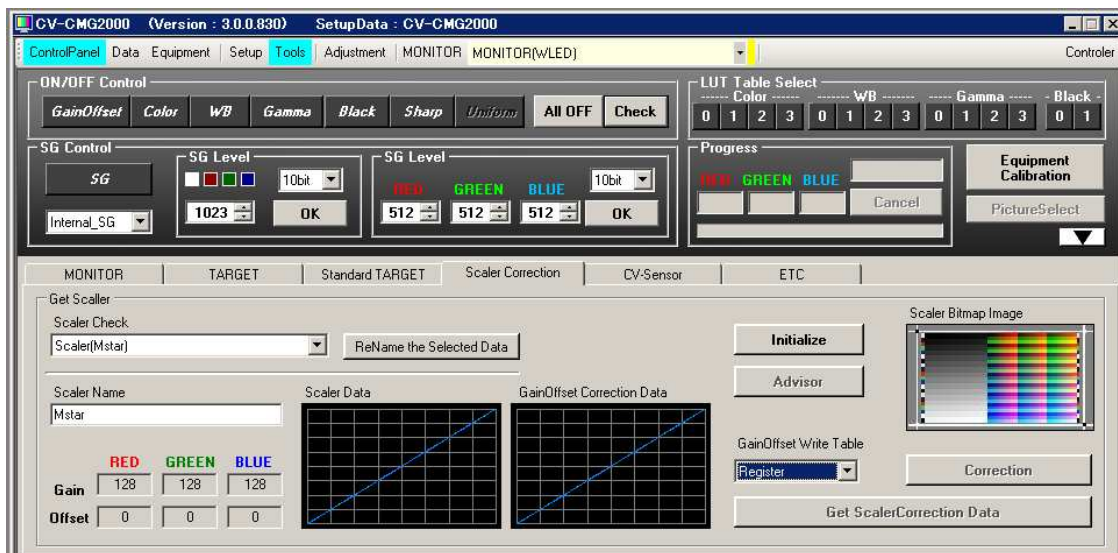 CV-CMG2000 (Version : 3.0.0.830) SetupData : CV-CMG2000
ControlPanel Data Equipment Setup Tools Adjustment MONITOR MONITOR(WLED) Controler
ON/OFF Control
GainOffset Color WB Gamma Black Sharp Uniform All OFF Check
LUT Table Select
------ Color ----- ------- WB ------- ----- Gamma ----- - Black -
0 1 2 3 0 1 2 3 0 1 2 3 0 1
SG Control
SG
Internal_SG
SG Level
10bit
1023 OK
SG Level
RED GREEN BLUE 10bit
512 512 512 OK
Progress
RED GREEN BLUE
Cancel
Equipment
Calibration
PictureSelect
MONITOR TARGET Standard TARGET Scaler Correction CV-Sensor ETC
Get Scaller
Scaler Check
Scaler(Mstar) ReName the Selected Data
Initialize
Advisor
Scaler Bitmap Image
Scaler Name
Mstar
Scaler Data
GainOffset Correction Data
RED GREEN BLUE
Gain 128 128 128
Offset 0 0 0
GainOffset Write Table
Register
Correction
Get ScalerCorrection Data